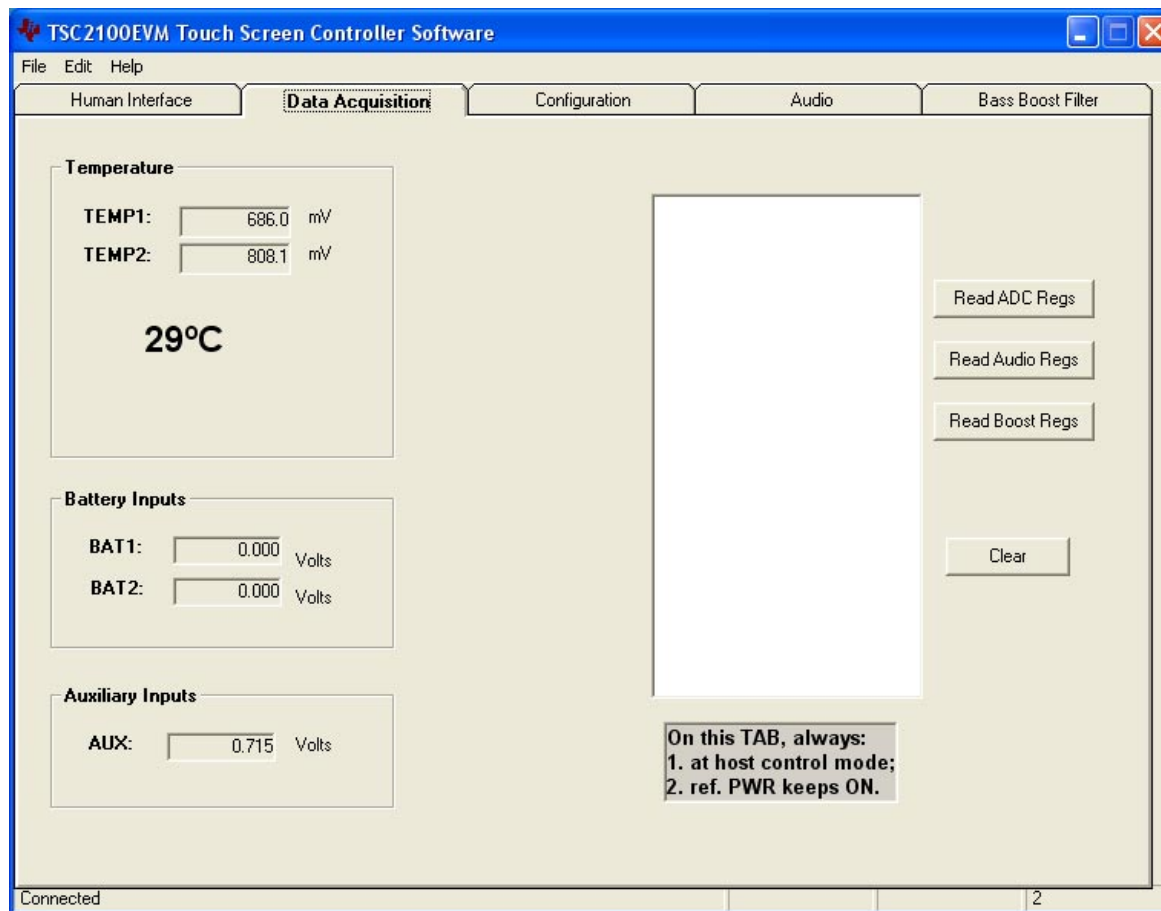 TSC2100EVM Touch Screen Controller Software
File Edit Help
Human Interface Data Acquisition Configuration Audio Bass Boost Filter
Temperature
TEMP1: 686.0 mV
TEMP2: 808.1 mV
29ºC
Battery Inputs
BAT1: 0.000 Volts
BAT2: 0.000 Volts
Auxiliary Inputs
AUX: 0.715 Volts
Read ADC Regs
Read Audio Regs
Read Boost Regs
Clear
On this TAB, always:
1. at host control mode;
2. ref. PWR keeps ON.
Connected 2